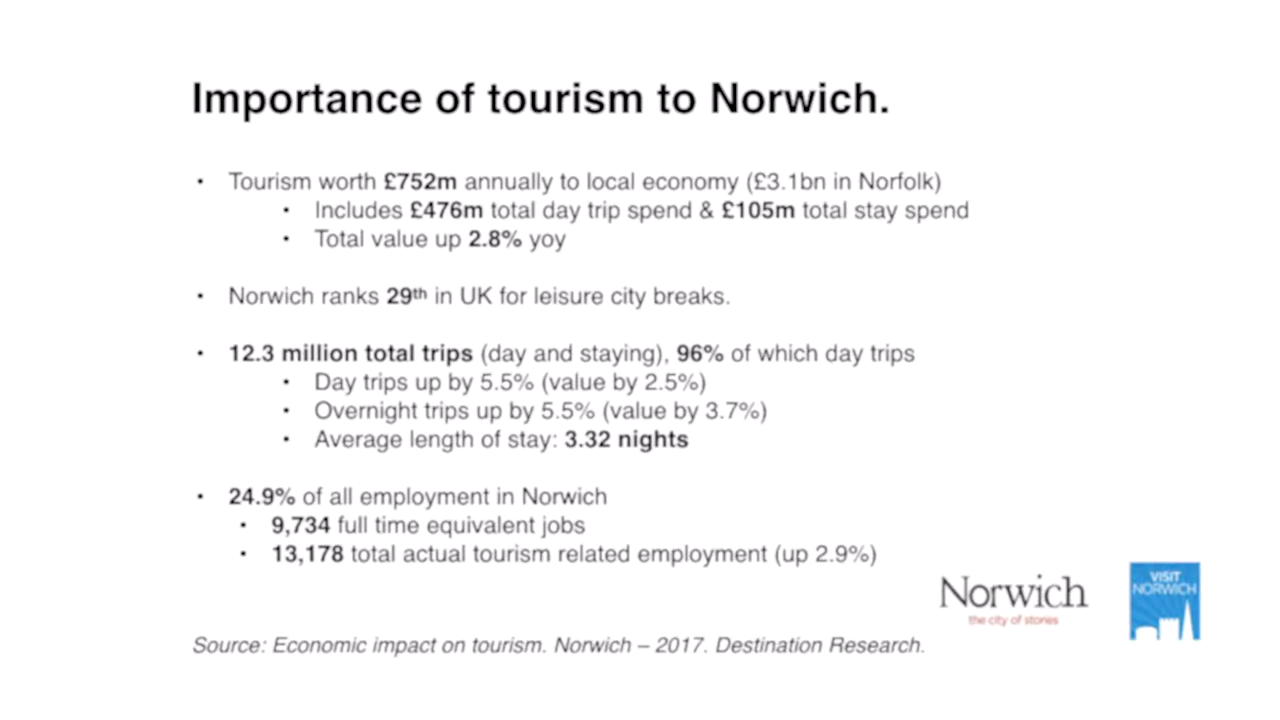 Importance of tourism to Norwich.
• Tourism worth £752m annually to local economy (£3.1bn in Norfolk)
• Includes £476m total day trip spend & £105m total stay spend
• Total value up 2.8% yoy
• Norwich ranks 29th in UK for leisure city breaks.
• 12.3 million total trips (day and staying), 96% of which day trips
• Day trips up by 5.5% (value by 2.5%)
• Overnight trips up by 5.5% (value by 3.7%)
• Average length of stay: 3.32 nights
• 24.9% of all employment in Norwich
• 9,734 full time equivalent jobs
• 13,178 total actual tourism related employment (up 2.9%)
Norwich
the city of stories
VISIT
NORWICH
Source: Economic impact on tourism. Norwich – 2017. Destination Research.